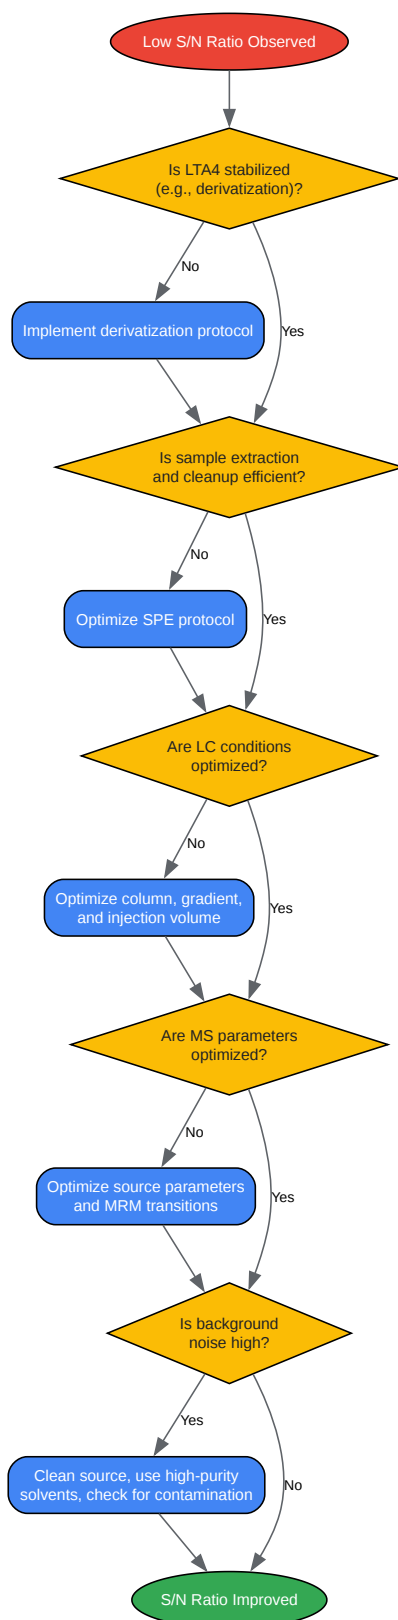 Low S/N Ratio Observed
Is LTA4 stabilized
(e.g., derivatization)?
No
Yes
Implement derivatization protocol
Is sample extraction
and cleanup efficient?
No
Optimize SPE protocol
Yes
Are LC conditions
optimized?
No
Optimize column, gradient,
and injection volume
Yes
Are MS parameters
optimized?
No
Optimize source parameters
and MRM transitions
Yes
Is background
noise high?
Yes
Clean source, use high-purity
solvents, check for contamination
No
S/N Ratio Improved